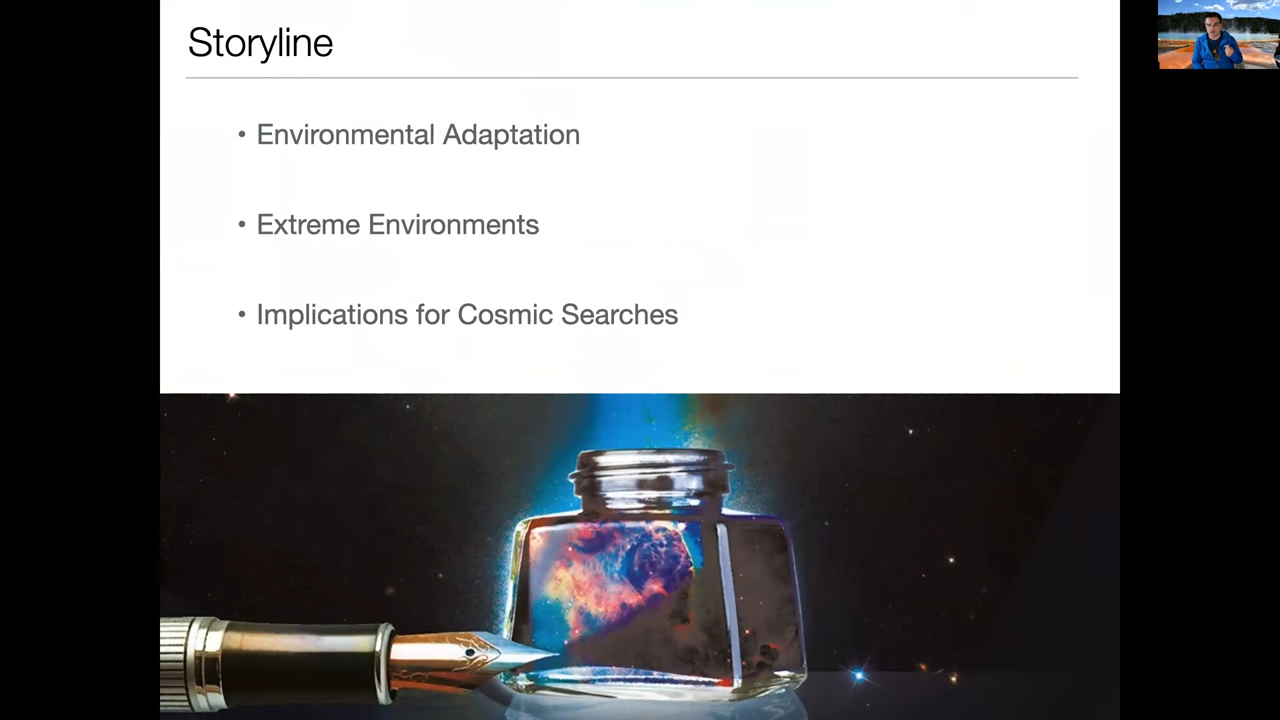 Storyline
• Environmental Adaptation
• Extreme Environments
• Implications for Cosmic Searches